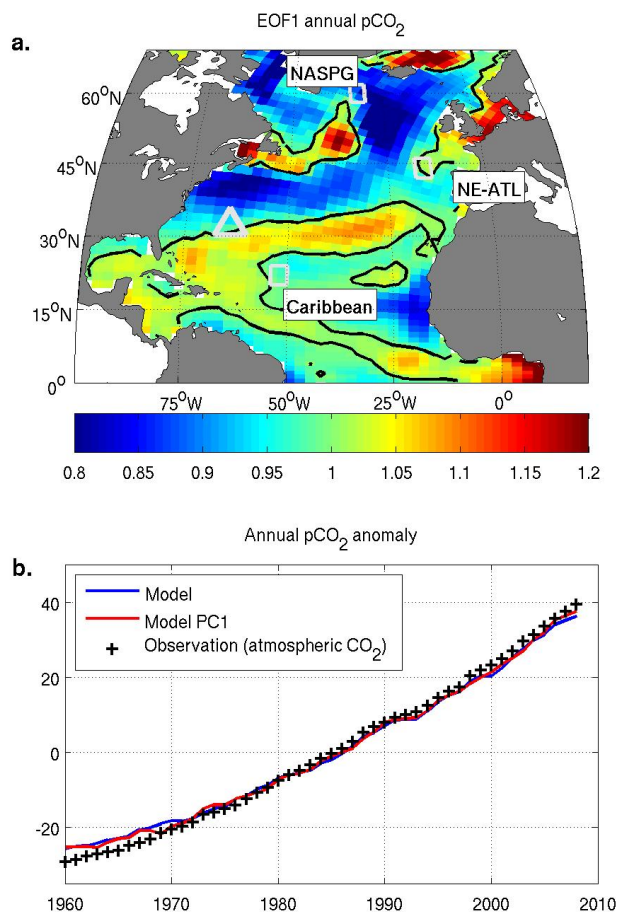 EOF1 annual pCO₂
a.
NASPG
60°N
45°N
NE-ATL
30°N
15°N
Caribbean
0°
75°W 50°W 25°W 0°
0.8 0.85 0.9 0.95 1 1.05 1.1 1.15 1.2
Annual pCO₂ anomaly
b.
Model
Model PC1
Observation (atmospheric CO₂)
40
20
0
-20
1960 1970 1980 1990 2000 2010